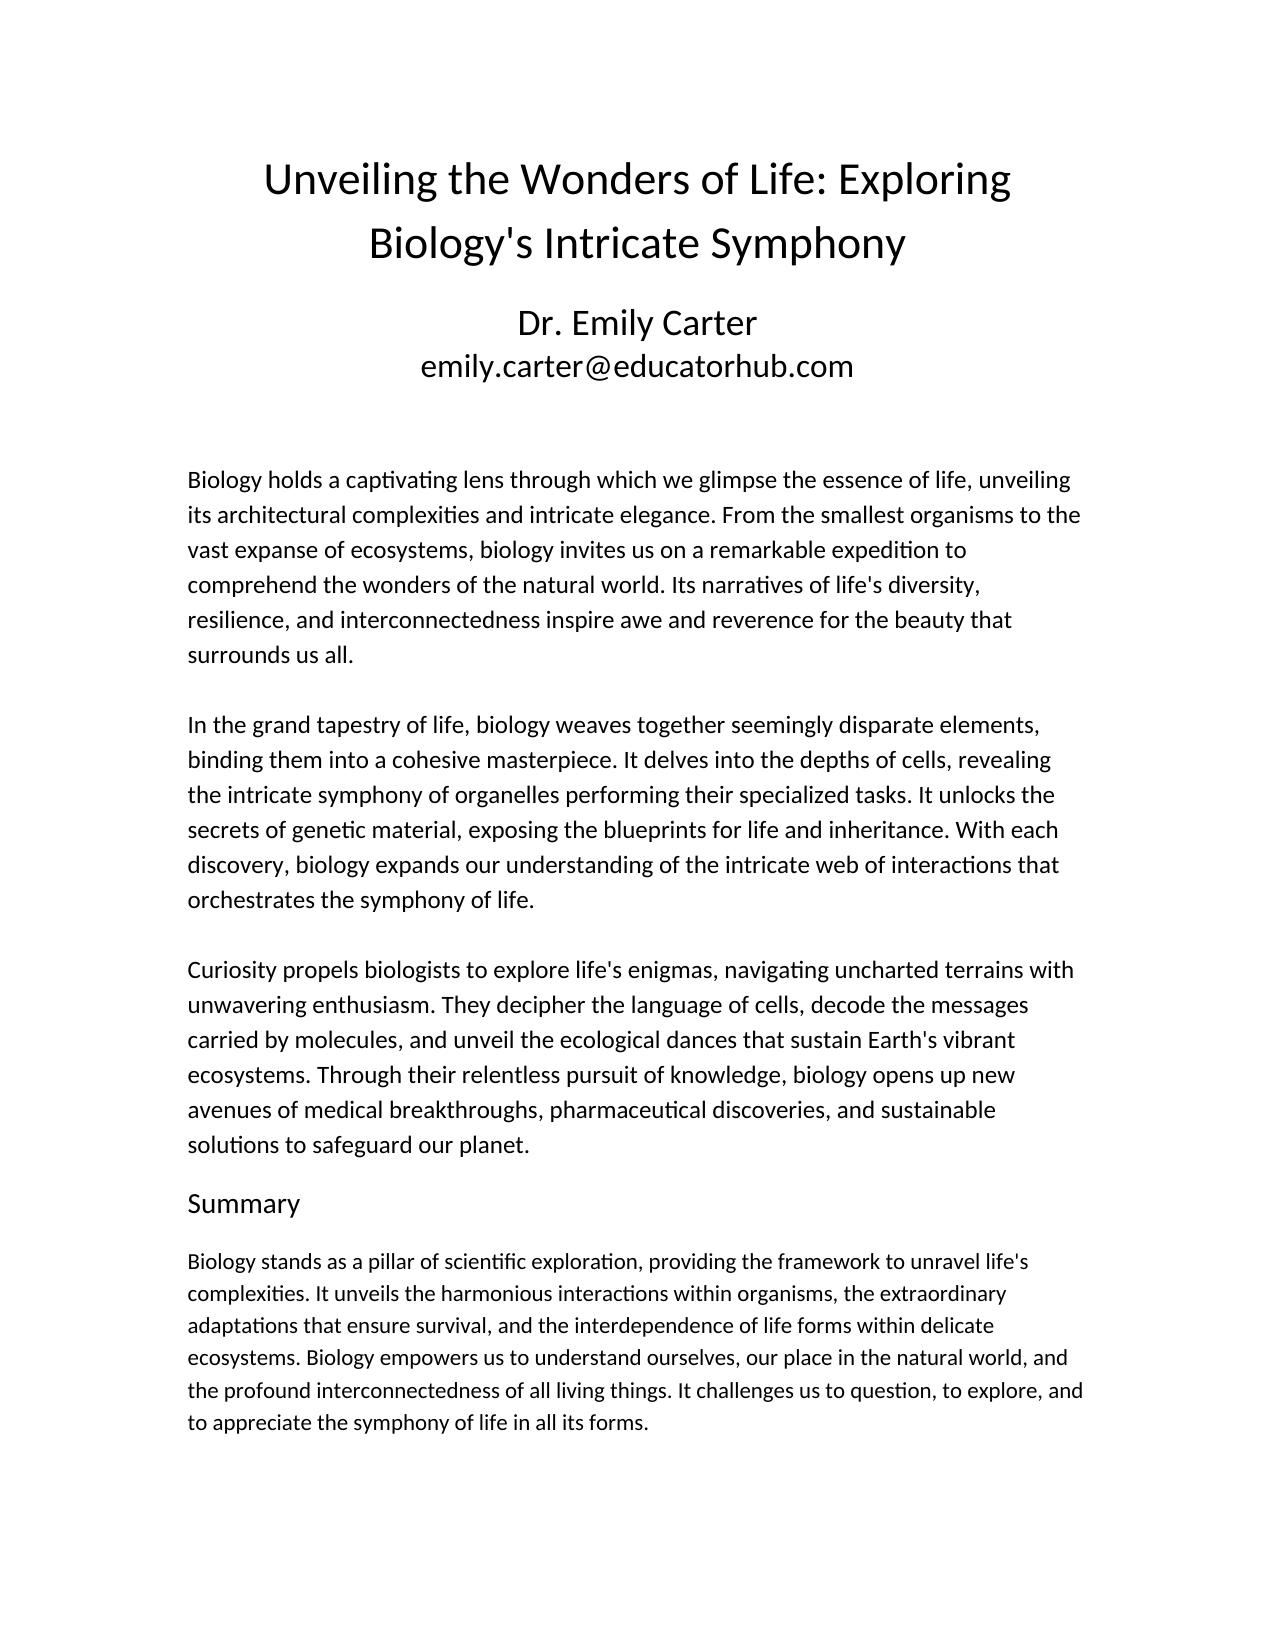 Unveiling the Wonders of Life: Exploring
Biology's Intricate Symphony
Dr. Emily Carter
emily.carter@educatorhub.com
Biology holds a captivating lens through which we glimpse the essence of life, unveiling
its architectural complexities and intricate elegance. From the smallest organisms to the
vast expanse of ecosystems, biology invites us on a remarkable expedition to
comprehend the wonders of the natural world. Its narratives of life's diversity,
resilience, and interconnectedness inspire awe and reverence for the beauty that
surrounds us all.
In the grand tapestry of life, biology weaves together seemingly disparate elements,
binding them into a cohesive masterpiece. It delves into the depths of cells, revealing
the intricate symphony of organelles performing their specialized tasks. It unlocks the
secrets of genetic material, exposing the blueprints for life and inheritance. With each
discovery, biology expands our understanding of the intricate web of interactions that
orchestrates the symphony of life.
Curiosity propels biologists to explore life's enigmas, navigating uncharted terrains with
unwavering enthusiasm. They decipher the language of cells, decode the messages
carried by molecules, and unveil the ecological dances that sustain Earth's vibrant
ecosystems. Through their relentless pursuit of knowledge, biology opens up new
avenues of medical breakthroughs, pharmaceutical discoveries, and sustainable
solutions to safeguard our planet.
Summary
Biology stands as a pillar of scientific exploration, providing the framework to unravel life's
complexities. It unveils the harmonious interactions within organisms, the extraordinary
adaptations that ensure survival, and the interdependence of life forms within delicate
ecosystems. Biology empowers us to understand ourselves, our place in the natural world, and
the profound interconnectedness of all living things. It challenges us to question, to explore, and
to appreciate the symphony of life in all its forms.